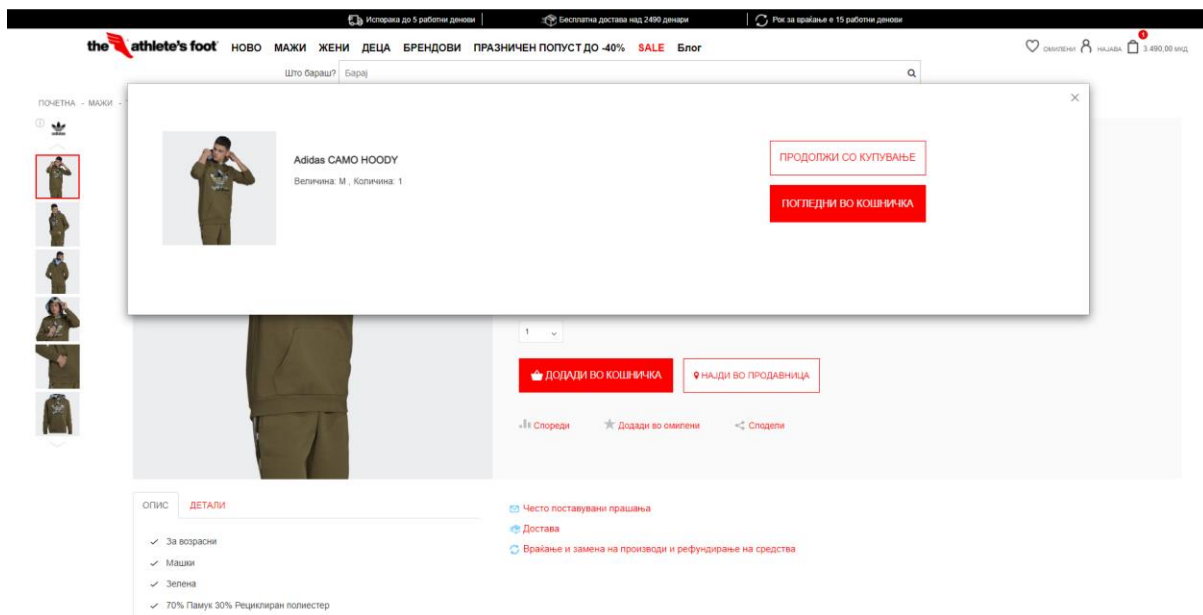 Испорака до 5 работни денови
Бесплатна достава над 2490 денари
Рок за враќање е 15 работни денови
the athlete's foot
НОВО МАЖИ ЖЕНИ ДЕЦА БРЕНДОВИ ПРАЗНИЧЕН ПОПУСТ ДО -40% SALE Блог
ОМИЛЕНИ НАЈАВА 1 3.490,00 МКД
Што бараш? Барај
ПОЧЕТНА - МАЖИ -
adidas
Adidas CAMO HOODY
Величина: M , Количина: 1
ПРОДОЛЖИ СО КУПУВАЊЕ
ПОГЛЕДНИ ВО КОШНИЧКА
1
ДОДАДИ ВО КОШНИЧКА
НАЈДИ ВО ПРОДАВНИЦА
Спореди
Додади во омилени
Сподели
ОПИС ДЕТАЛИ
За возрасни
Машки
Зелена
70% Памук 30% Рециклиран полиестер
Често поставувани прашања
Достава
Враќање и замена на производи и рефундирање на средства